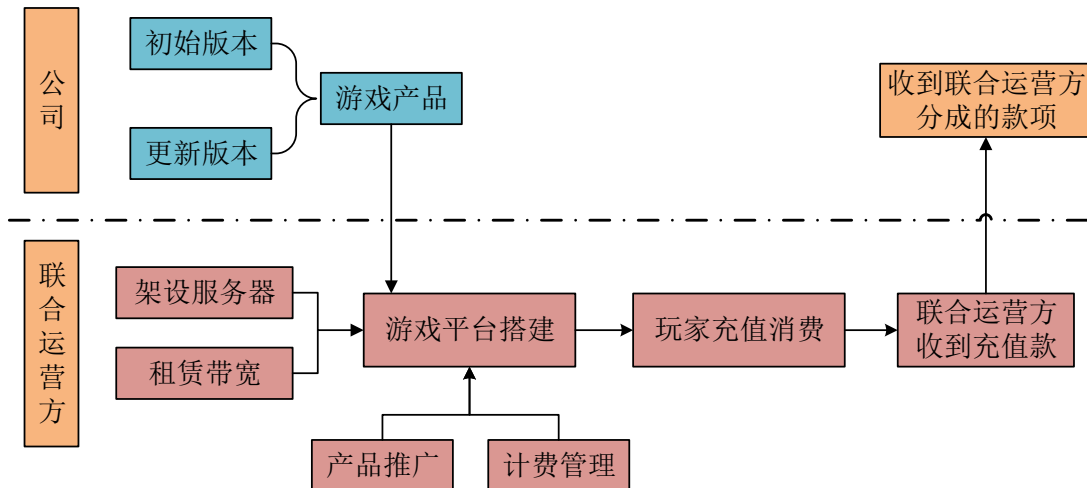 公司
初始版本
更新版本
游戏产品
收到联合运营方
分成的款项
联合运营方
架设服务器
租赁带宽
游戏平台搭建
玩家充值消费
联合运营方
收到充值款
产品推广
计费管理